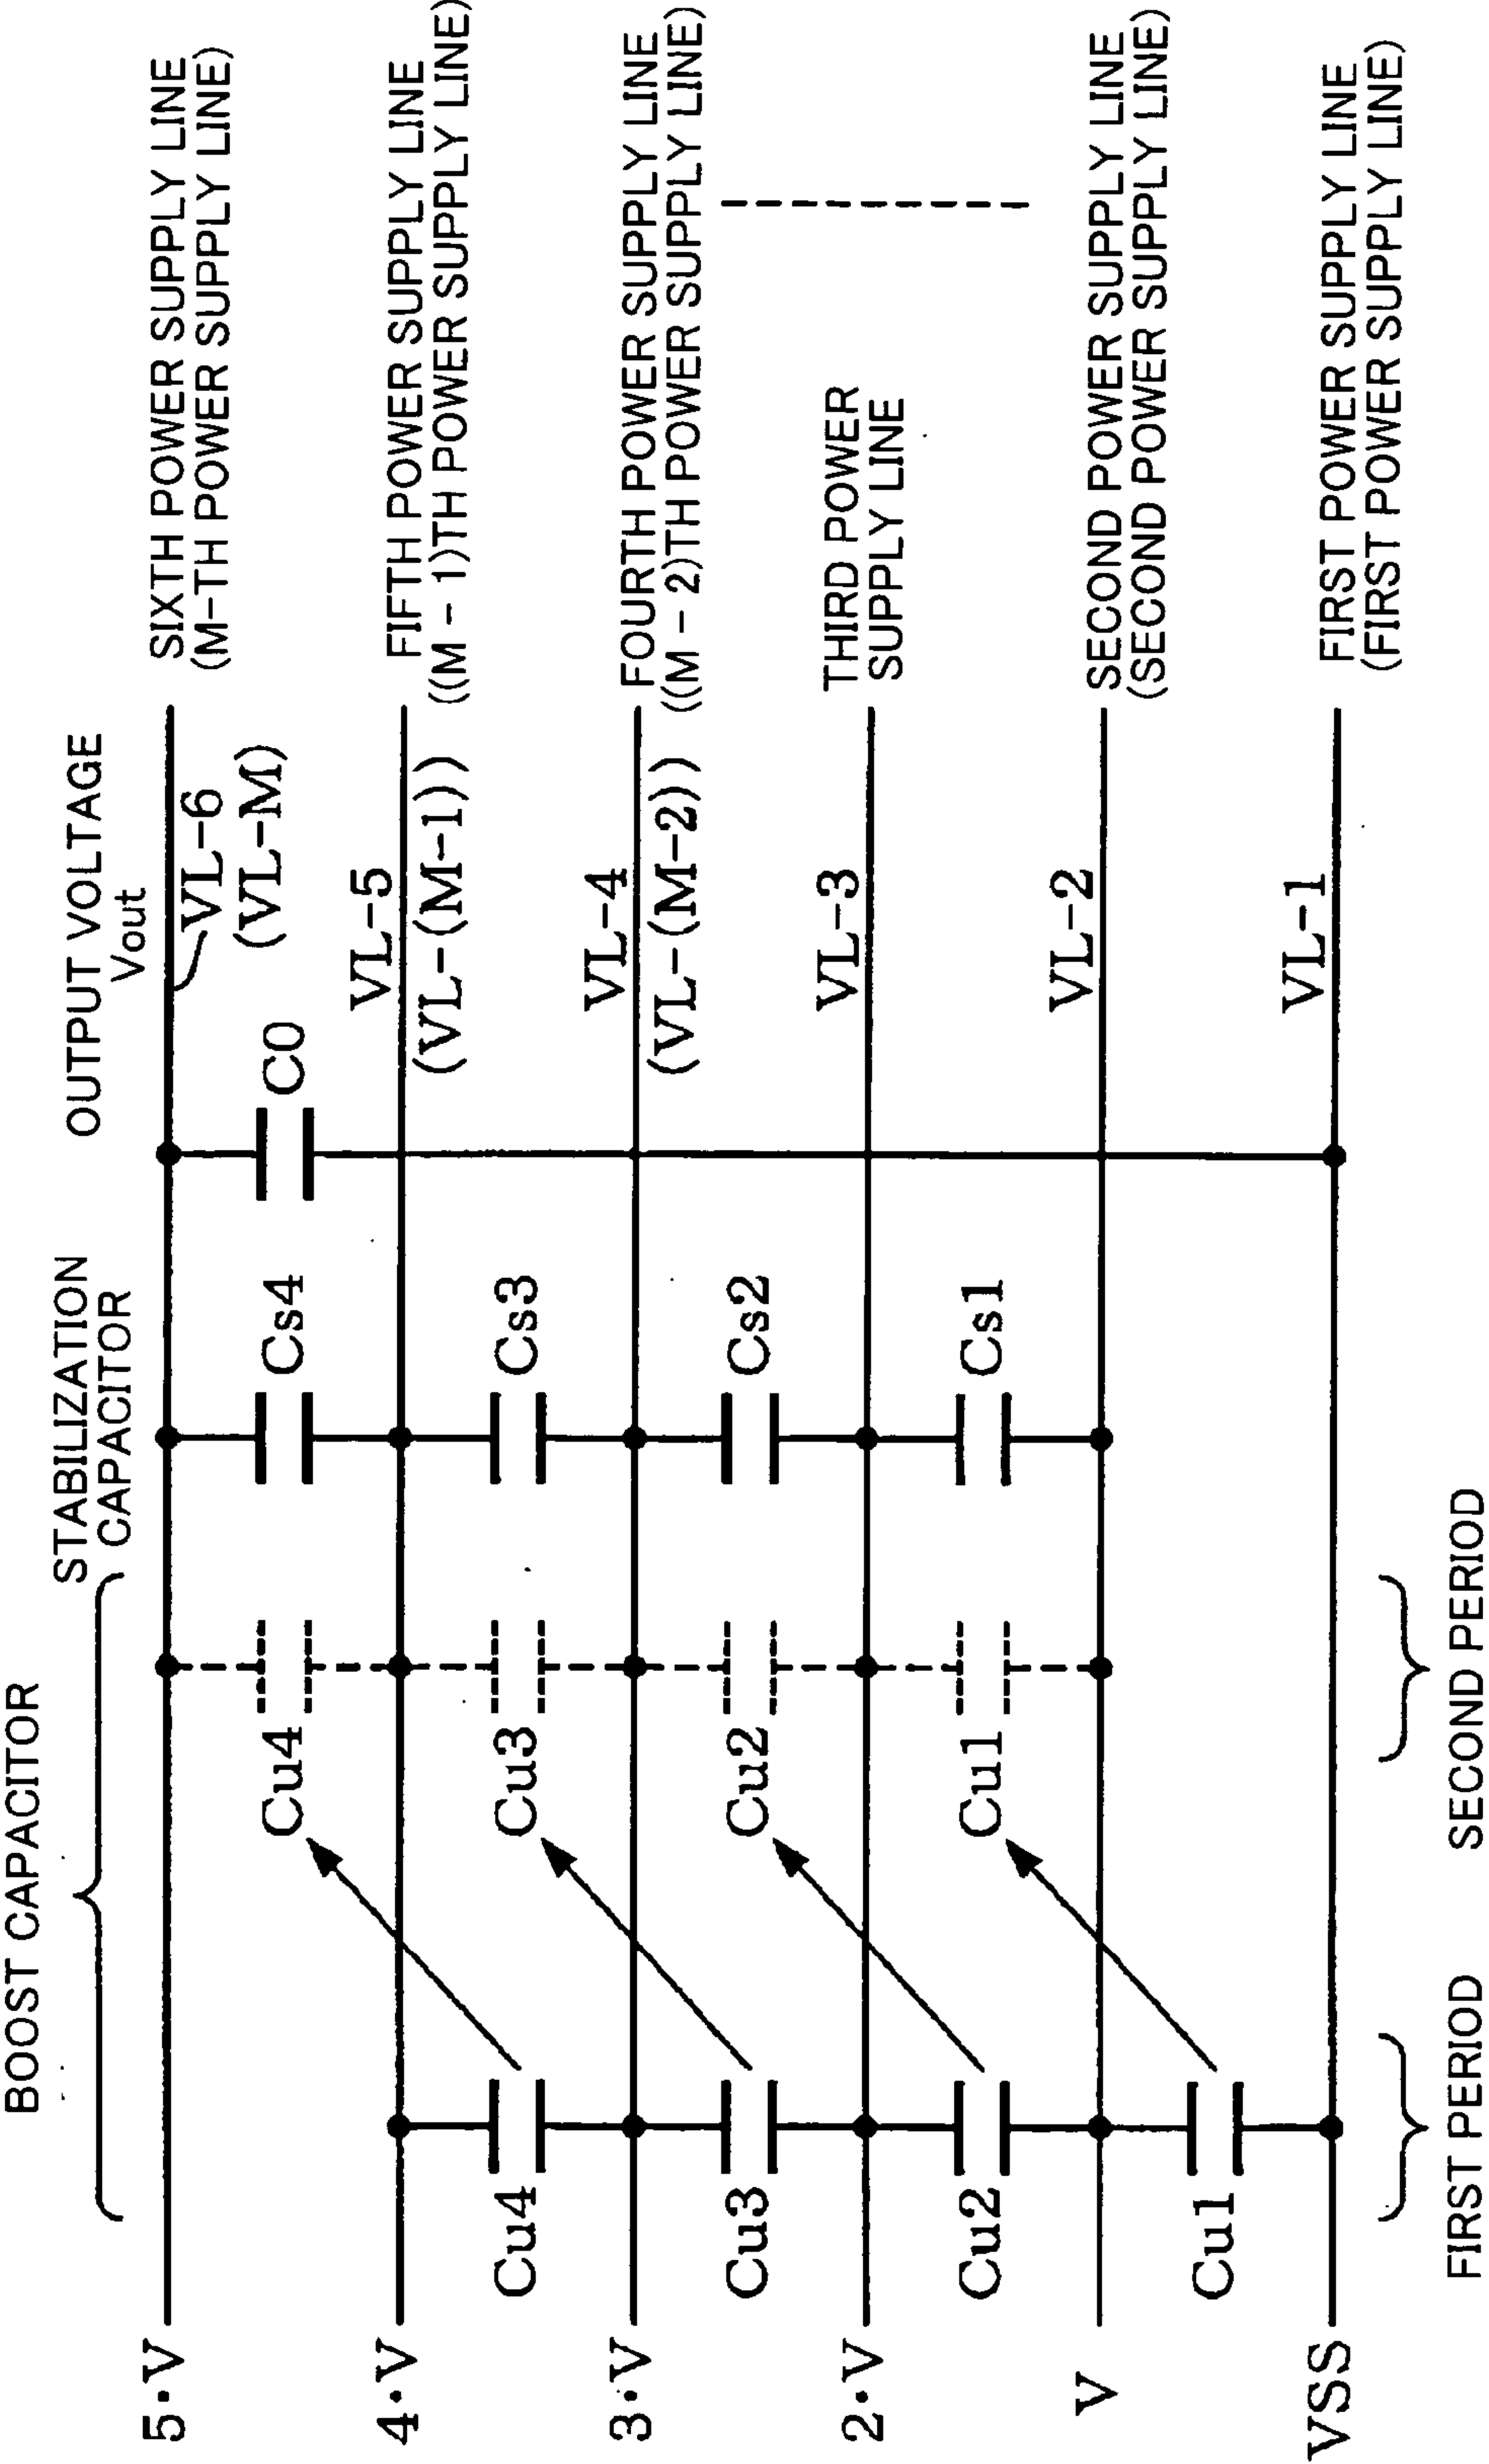 BOOST CAPACITOR
STABILIZATION
CAPACITOR
OUTPUT VOLTAGE
Vout
5·V
VL-6
(VL-M)
SIXTH POWER SUPPLY LINE
(M-TH POWER SUPPLY LINE)
Cu4
Cs4
C0
4·V
VL-5
(VL-(M-1))
FIFTH POWER SUPPLY LINE
((M - 1)TH POWER SUPPLY LINE)
Cu4
Cu3
Cs3
3·V
VL-4
(VL-(M-2))
FOURTH POWER SUPPLY LINE
((M - 2)TH POWER SUPPLY LINE)
Cu3
Cu2
Cs2
2·V
VL-3
THIRD POWER
SUPPLY LINE
Cu2
Cu1
Cs1
V
VL-2
SECOND POWER SUPPLY LINE
(SECOND POWER SUPPLY LINE)
Cu1
VSS
VL-1
FIRST POWER SUPPLY LINE
(FIRST POWER SUPPLY LINE)
FIRST PERIOD
SECOND PERIOD